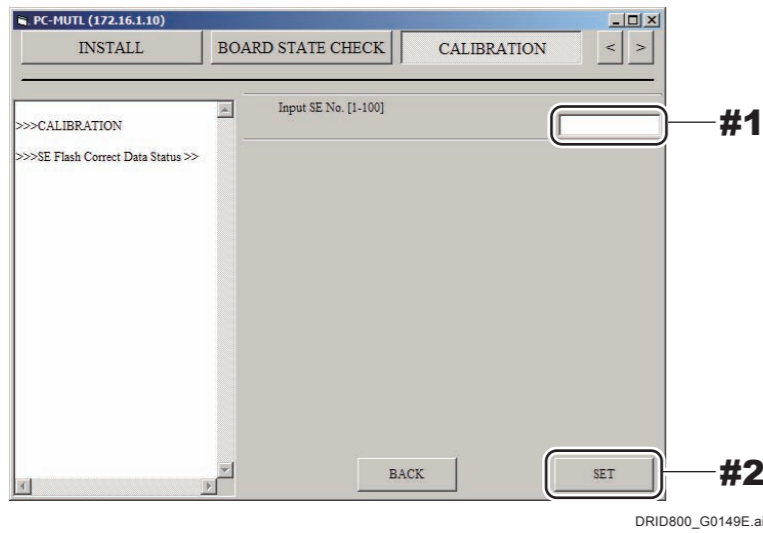 PC-MUTL (172.16.1.10)
INSTALL BOARD STATE CHECK CALIBRATION < >
>>>CALIBRATION
>>>SE Flash Correct Data Status >>
Input SE No. [1-100]
#1
BACK SET
#2
DRID800_G0149E.ai